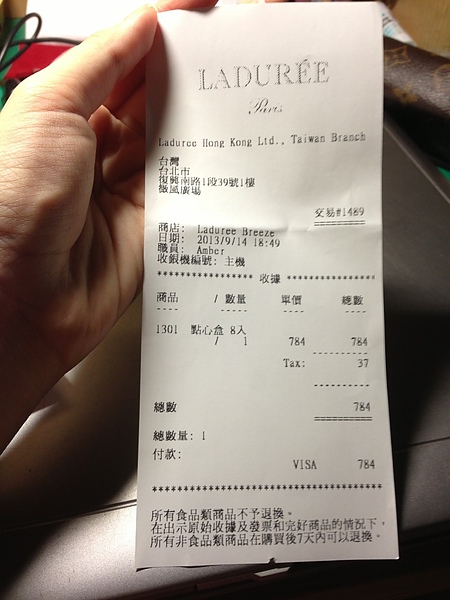 LADURÉE
Paris
Laduree Hong Kong Ltd., Taiwan Branch
台灣
台北市
復興南路1段39號1樓
微風廣場
交易#1489
==========
商店: Laduree Breeze
日期: 2013/9/14 18:49
職員: Amber
收銀機編號: 主機
***************** 收據 ****************
商品 / 數量 單價 總數
---- ----- ---- ----
1301 點心盒 8入
/ 1 784 784
----------
Tax: 37
----------
總數 784
==========
總數量: 1
付款:
VISA 784
****************************************
所有食品類商品不予退換。
在出示原始收據及發票和完好商品的情況下,
所有非食品類商品在購買後7天內可以退換。